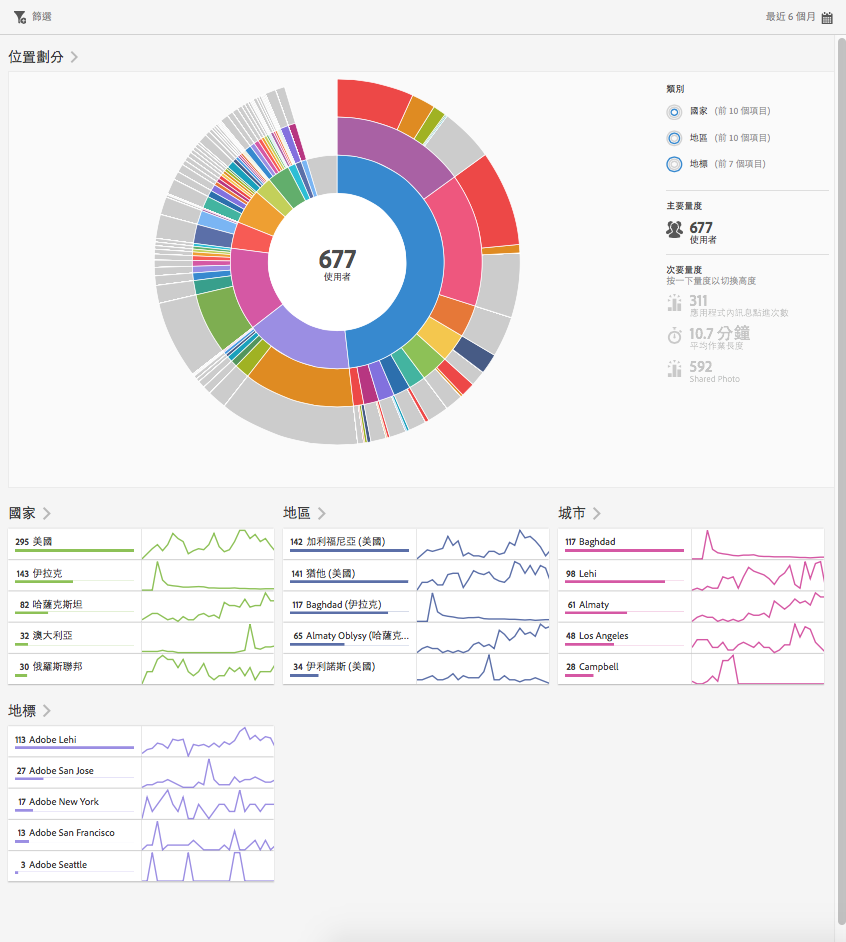 篩選
最近 6 個月
位置劃分
677
使用者
類別
國家 (前 10 個項目)
地區 (前 10 個項目)
地標 (前 7 個項目)
主要量度
677
使用者
次要量度
按一下量度以切換高度
311
應用程式內訊息點進次數
10.7 分鐘
平均作業長度
592
Shared Photo
國家
295 美國
143 伊拉克
82 哈薩克斯坦
32 澳大利亞
30 俄羅斯聯邦
地區
142 加利福尼亞 (美國)
141 猶他 (美國)
117 Baghdad (伊拉克)
65 Almaty Oblysy (哈薩克...
34 伊利諾斯 (美國)
城市
117 Baghdad
98 Lehi
61 Almaty
48 Los Angeles
28 Campbell
地標
113 Adobe Lehi
27 Adobe San Jose
17 Adobe New York
13 Adobe San Francisco
3 Adobe Seattle